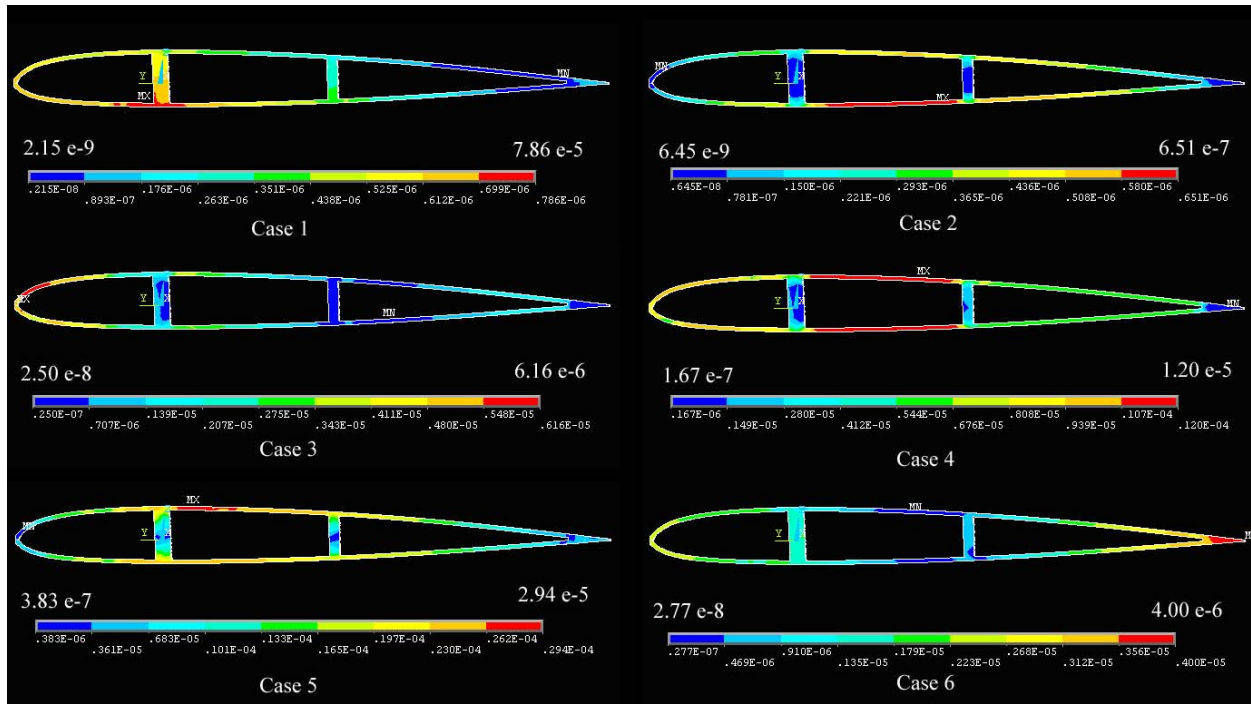 MN
Y
MX
2.15 e-9
7.86 e-5
.215E-08 .176E-06 .351E-06 .525E-06 .699E-06
.893E-07 .263E-06 .438E-06 .612E-06 .786E-06
Case 1
MN
Y X
MX
6.45 e-9
6.51 e-7
.645E-08 .150E-06 .293E-06 .436E-06 .580E-06
.781E-07 .221E-06 .365E-06 .508E-06 .651E-06
Case 2
MX
Y X
MN
2.50 e-8
6.16 e-6
.250E-07 .139E-05 .275E-05 .411E-05 .548E-05
.707E-06 .207E-05 .343E-05 .480E-05 .616E-05
Case 3
MX
Y X
MN
1.67 e-7
1.20 e-5
.167E-06 .280E-05 .544E-05 .808E-05 .107E-04
.149E-05 .412E-05 .676E-05 .939E-05 .120E-04
Case 4
MX
MN
Y
3.83 e-7
2.94 e-5
.383E-06 .683E-05 .133E-04 .197E-04 .262E-04
.361E-05 .101E-04 .165E-04 .230E-04 .294E-04
Case 5
MN
Y X
2.77 e-8
4.00 e-6
.277E-07 .910E-06 .179E-05 .268E-05 .356E-05
.469E-06 .135E-05 .223E-05 .312E-05 .400E-05
Case 6